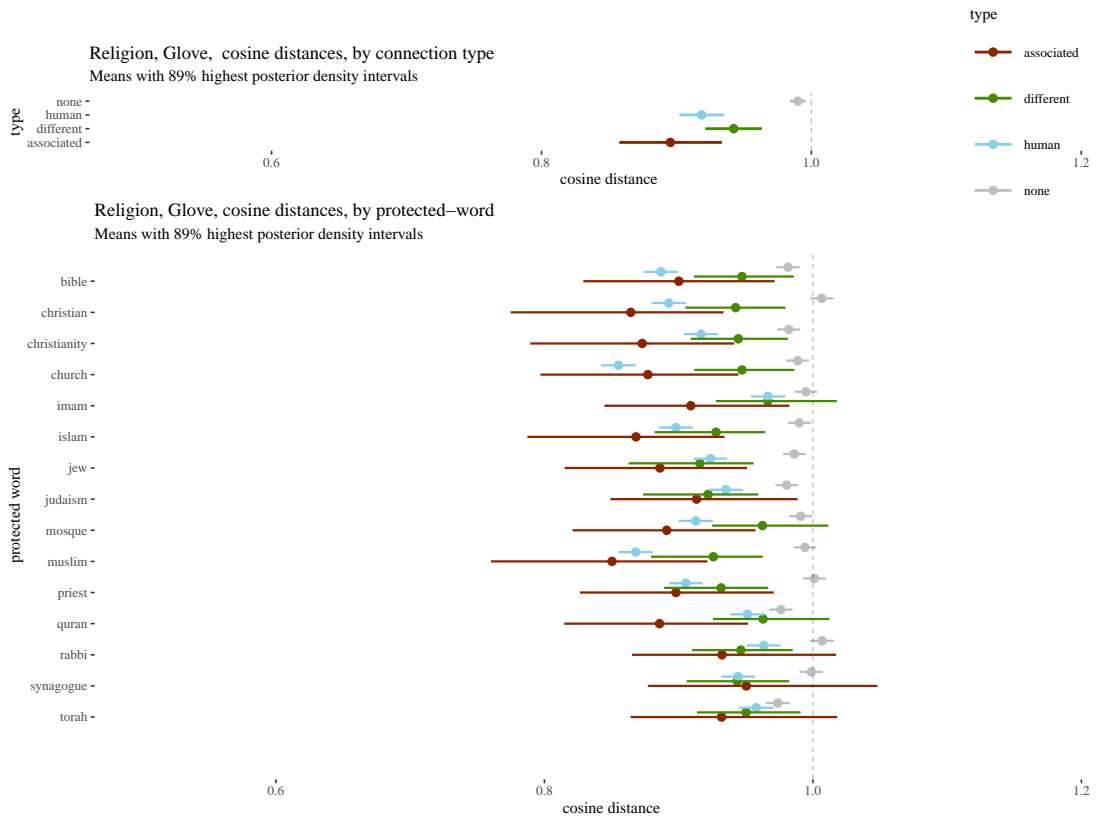 type
associated
different
human
none
Religion, Glove,  cosine distances, by connection type
Means with 89% highest posterior density intervals
type
none
human
different
associated
0.6 0.8 1.0 1.2
cosine distance
Religion, Glove, cosine distances, by protected−word
Means with 89% highest posterior density intervals
protected word
bible
christian
christianity
church
imam
islam
jew
judaism
mosque
muslim
priest
quran
rabbi
synagogue
torah
0.6 0.8 1.0 1.2
cosine distance